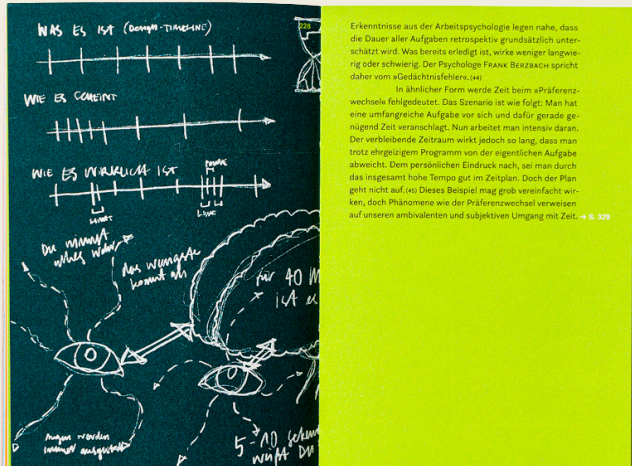 WAS ES IST (DESIGN-TIMELINE)
WIE ES SCHEINT
WIE ES WIRKLICH IST
Du nimmst
alles wahr
das wenigste
kommt an
für 40 M
ist e
Augen werden
immer
5-10 Sekun
weißt Du
228
Erkenntnisse aus der Arbeitspsychologie legen nahe, dass
die Dauer aller Aufgaben retrospektiv grundsätzlich unter-
schätzt wird. Was bereits erledigt ist, wirke weniger langwie-
rig oder schwierig. Der Psychologe FRANK BERZBACH spricht
daher vom »Gedächtnisfehler«.(44)
In ähnlicher Form werde Zeit beim »Präferenz-
wechsel« fehlgedeutet. Das Szenario ist wie folgt: Man hat
eine umfangreiche Aufgabe vor sich und dafür gerade ge-
nügend Zeit veranschlagt. Nun arbeitet man intensiv daran.
Der verbleibende Zeitraum wirkt jedoch so lang, dass man
trotz ehrgeizigem Programm von der eigentlichen Aufgabe
abweicht. Dem persönlichen Eindruck nach, sei man durch
das insgesamt hohe Tempo gut im Zeitplan. Doch der Plan
geht nicht auf.(45) Dieses Beispiel mag grob vereinfacht wir-
ken, doch Phänomene wie der Präferenzwechsel verweisen
auf unseren ambivalenten und subjektiven Umgang mit Zeit. → S. 329